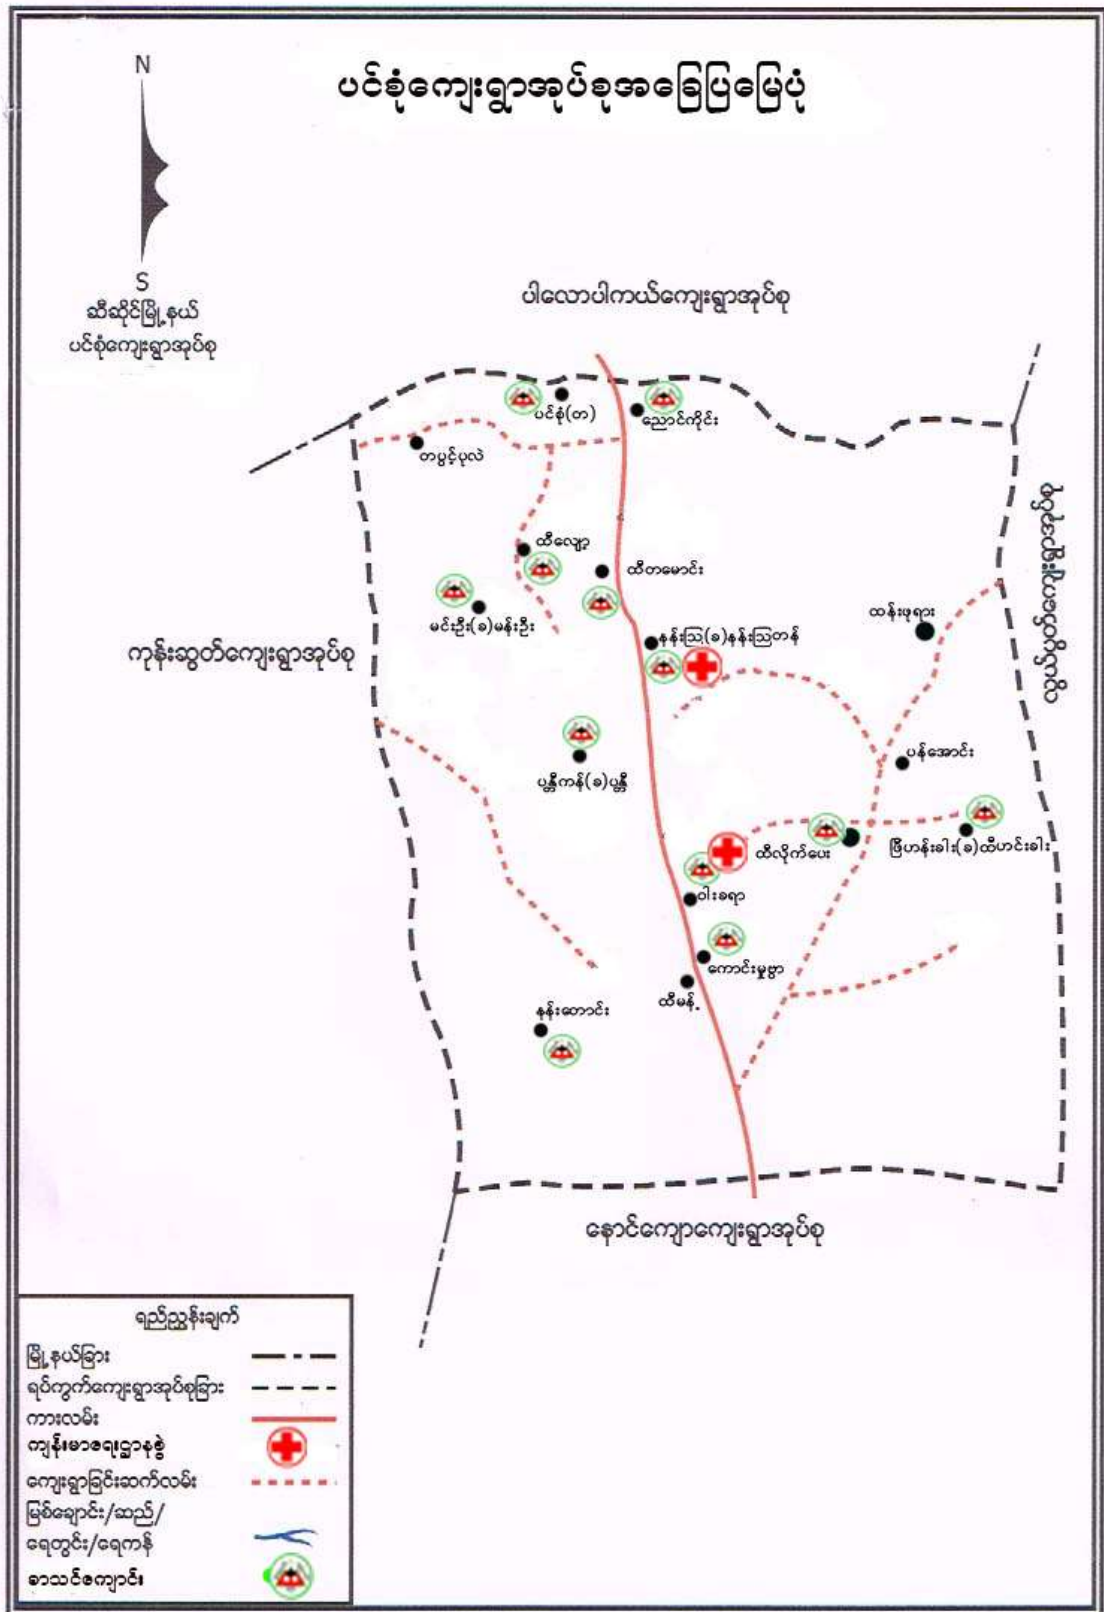 ပင်စုံကျေးရွာအုပ်စုအခြေပြမြေပုံ
N
S
ဆီဆိုင်မြို့နယ်
ပင်စုံကျေးရွာအုပ်စု
ပါလောပါကယ်ကျေးရွာအုပ်စု
ပင်စုံ(တ)
ညောင်ကိုင်း
တပွင့်ပုလဲ
ထီလျော့
ထီတမောင်း
မင်းဦး(ခ)မန်းဦး
ထန်းဖုရား
နန်းသြ(ခ)နန်းသြတန်
ကုန်းဆွတ်ကျေးရွာအုပ်စု
ပန်အောင်း
ပန္တီကန်(ခ)ပန္တီ
ထီလိုက်ပေး
ဖြီဟန်းခါး(ခ)ထီဟင်းခါး
ဝါးခရာ
ကောင်းမှုဗွာ
ထီမန့်
နန်းတောင်း
နောင်ကျောကျေးရွာအုပ်စု
ရည်ညွှန်းချက်
မြို့နယ်ခြား
ရပ်ကွက်ကျေးရွာအုပ်စုခြား
ကားလမ်း
ကျန်းမာရေးဌာနခွဲ
ကျေးရွာခြင်းဆက်လမ်း
မြစ်ချောင်း/ဆည်/
ရေတွင်း/ရေကန်
စာသင်ကျောင်း